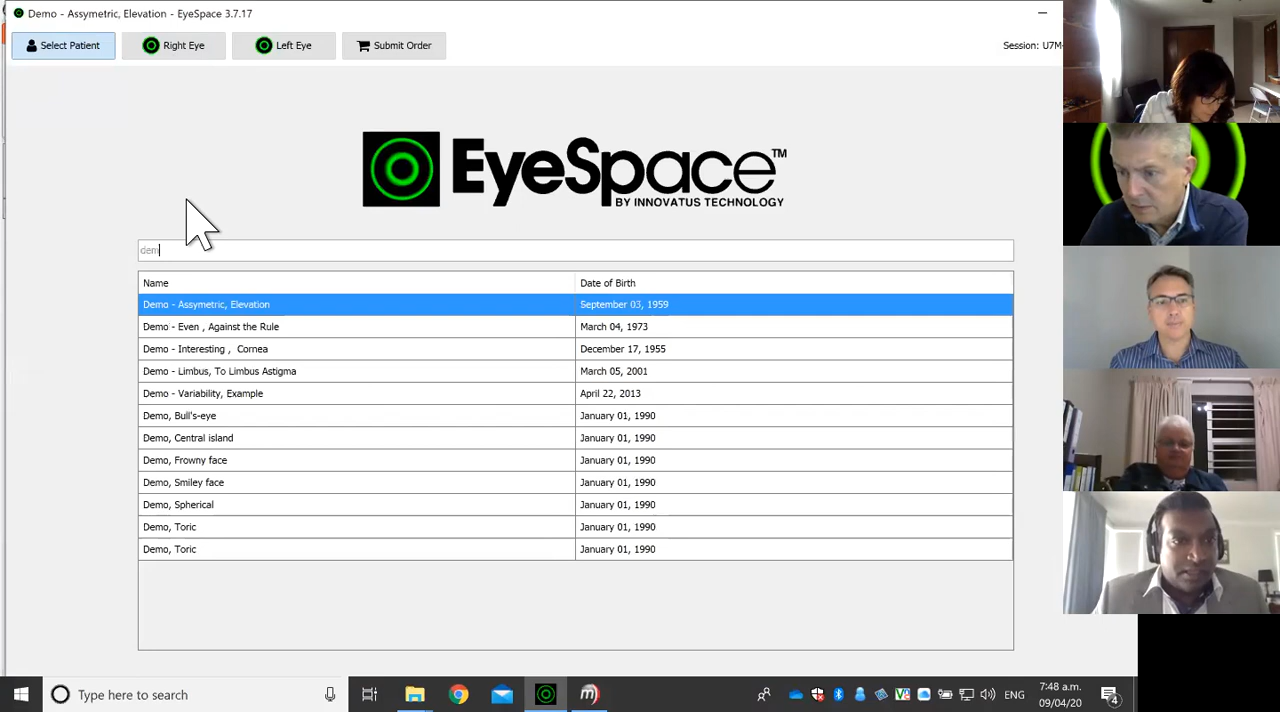 Demo - Assymetric, Elevation - EyeSpace 3.7.17
Select Patient
Right Eye
Left Eye
Submit Order
Session: U7M
EyeSpace™
BY INNOVATUS TECHNOLOGY
dem
Name Date of Birth
Demo - Assymetric, Elevation September 03, 1959
Demo - Even , Against the Rule March 04, 1973
Demo - Interesting , Cornea December 17, 1955
Demo - Limbus, To Limbus Astigma March 05, 2001
Demo - Variability, Example April 22, 2013
Demo, Bull's-eye January 01, 1990
Demo, Central island January 01, 1990
Demo, Frowny face January 01, 1990
Demo, Smiley face January 01, 1990
Demo, Spherical January 01, 1990
Demo, Toric January 01, 1990
Demo, Toric January 01, 1990
Type here to search
ENG
7:48 a.m.
09/04/20
4